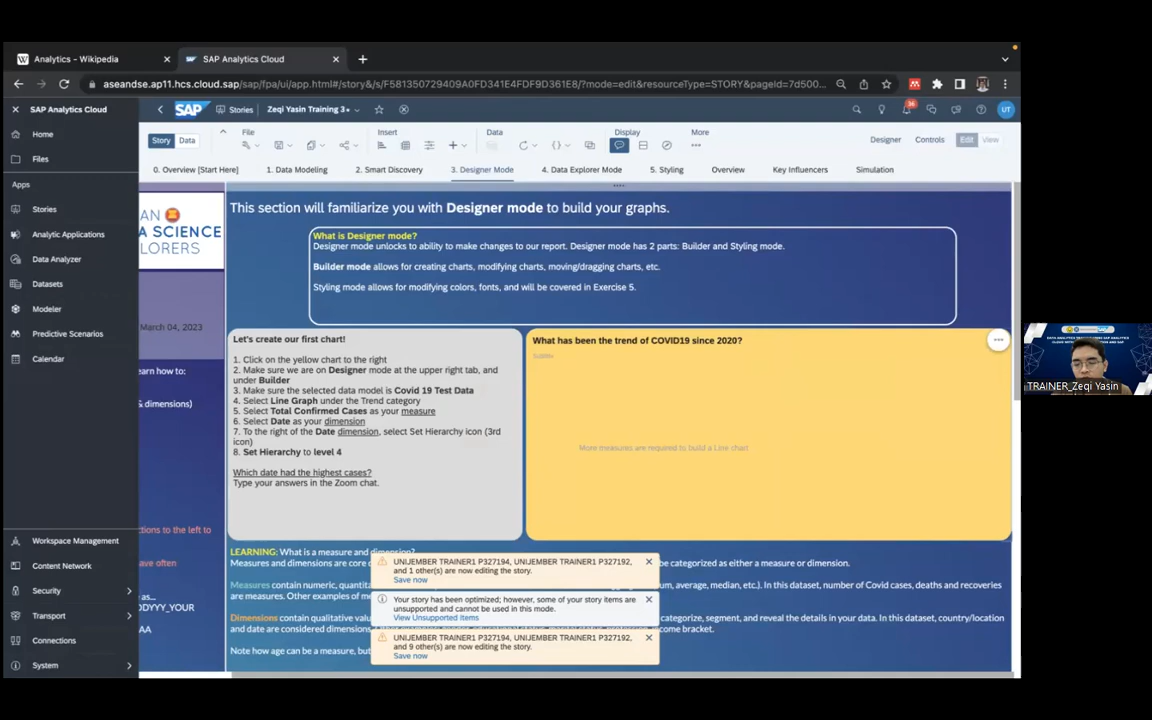 Analytics - Wikipedia
SAP Analytics Cloud
aseandse.ap11.hcs.cloud.sap/sap/fpa/ui/app.html#/story&/s/F581350729409A0FD341E4FDF9D361E8/?mode=edit&resourceType=STORY&pageId=7d500...
SAP Analytics Cloud
SAP
Stories
Zeqi Yasin Training 3
36
UT
Home
Files
Apps
Stories
Analytic Applications
Data Analyzer
Datasets
Modeler
Predictive Scenarios
Calendar
Workspace Management
Content Network
Security
Transport
Connections
System
Story
Data
File
Insert
Data
Display
More
Designer
Controls
Edit
View
0. Overview [Start Here]
1. Data Modeling
2. Smart Discovery
3. Designer Mode
4. Data Explorer Mode
5. Styling
Overview
Key Influencers
Simulation
AN
A SCIENCE
LORERS
March 04, 2023
earn how to:
& dimensions)
ctions to the left to
ave often
as...
DDYYY_YOUR
AA
This section will familiarize you with Designer mode to build your graphs.
What is Designer mode?
Designer mode unlocks to ability to make changes to our report. Designer mode has 2 parts: Builder and Styling mode.
Builder mode allows for creating charts, modifying charts, moving/dragging charts, etc.
Styling mode allows for modifying colors, fonts, and will be covered in Exercise 5.
Let's create our first chart!
1. Click on the yellow chart to the right
2. Make sure we are on Designer mode at the upper right tab, and
under Builder
3. Make sure the selected data model is Covid 19 Test Data
4. Select Line Graph under the Trend category
5. Select Total Confirmed Cases as your measure
6. Select Date as your dimension
7. To the right of the Date dimension, select Set Hierarchy icon (3rd
icon)
8. Set Hierarchy to level 4
Which date had the highest cases?
Type your answers in the Zoom chat.
What has been the trend of COVID19 since 2020?
Subtitle
More measures are required to build a Line chart
LEARNING: What is a measure and dimension?
Measures and dimensions are core
be categorized as either a measure or dimension.
Measures contain numeric, quantita
um, average, median, etc.). In this dataset, number of Covid cases, deaths and recoveries
are measures. Other examples of me
Dimensions contain qualitative valu
categorize, segment, and reveal the details in your data. In this dataset, country/location
and date are considered dimensions
come bracket.
Note how age can be a measure, but
UNIJEMBER TRAINER1 P327194, UNIJEMBER TRAINER1 P327192,
and 1 other(s) are now editing the story.
Save now
Your story has been optimized; however, some of your story items are
unsupported and cannot be used in this mode.
View Unsupported Items
UNIJEMBER TRAINER1 P327194, UNIJEMBER TRAINER1 P327192,
and 9 other(s) are now editing the story.
Save now
TRAINER_Zeqi Yasin